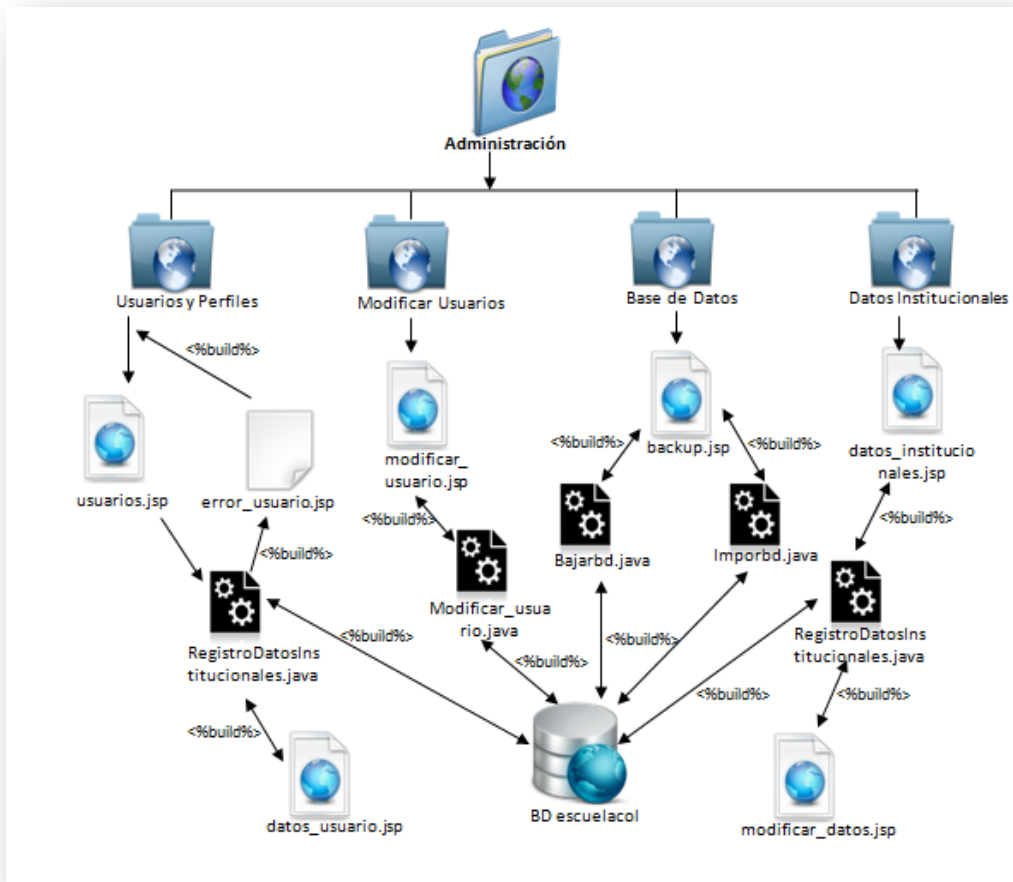 Administración
Usuarios y Perfiles
Modificar Usuarios
Base de Datos
Datos Institucionales
<%build%>
usuarios.jsp
error_usuario.jsp
modificar_
usuario.jsp
<%build%>
backup.jsp
<%build%>
datos_institucio
nales.jsp
<%build%>
<%build%>
<%build%>
Bajarbd.java
Imporbd.java
RegistroDatosIns
titucionales.java
Modificar_usua
rio.java
RegistroDatosIns
titucionales.java
<%build%>
<%build%>
<%build%>
<%build%>
<%build%>
<%build%>
<%build%>
datos_usuario.jsp
BD escuelacol
modificar_datos.jsp